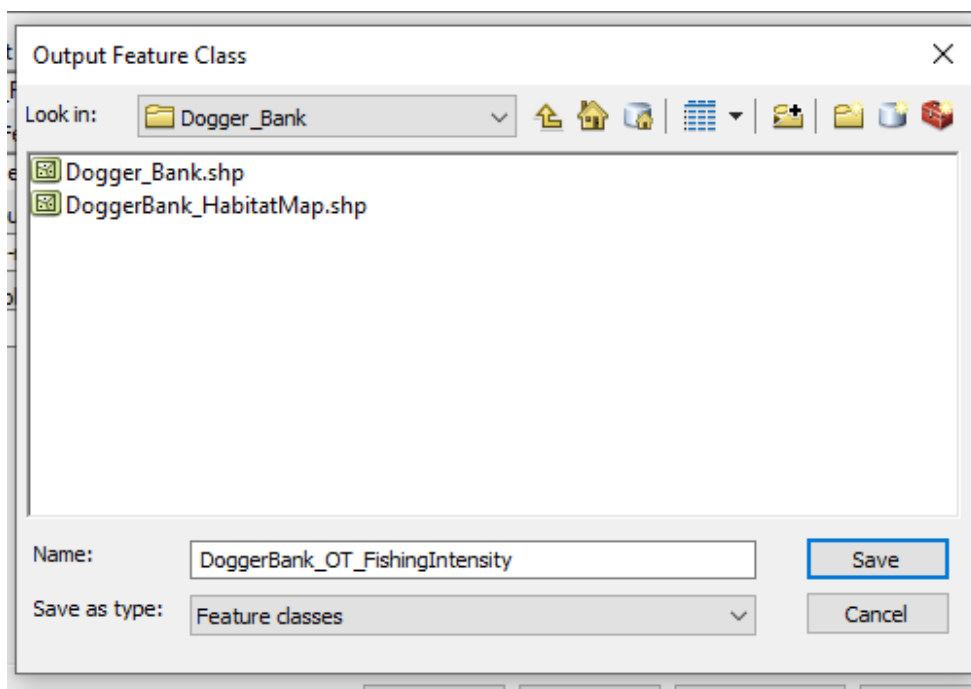 Output Feature Class
Look in: Dogger_Bank
Dogger_Bank.shp
DoggerBank_HabitatMap.shp
Name: DoggerBank_OT_FishingIntensity Save
Save as type: Feature classes Cancel